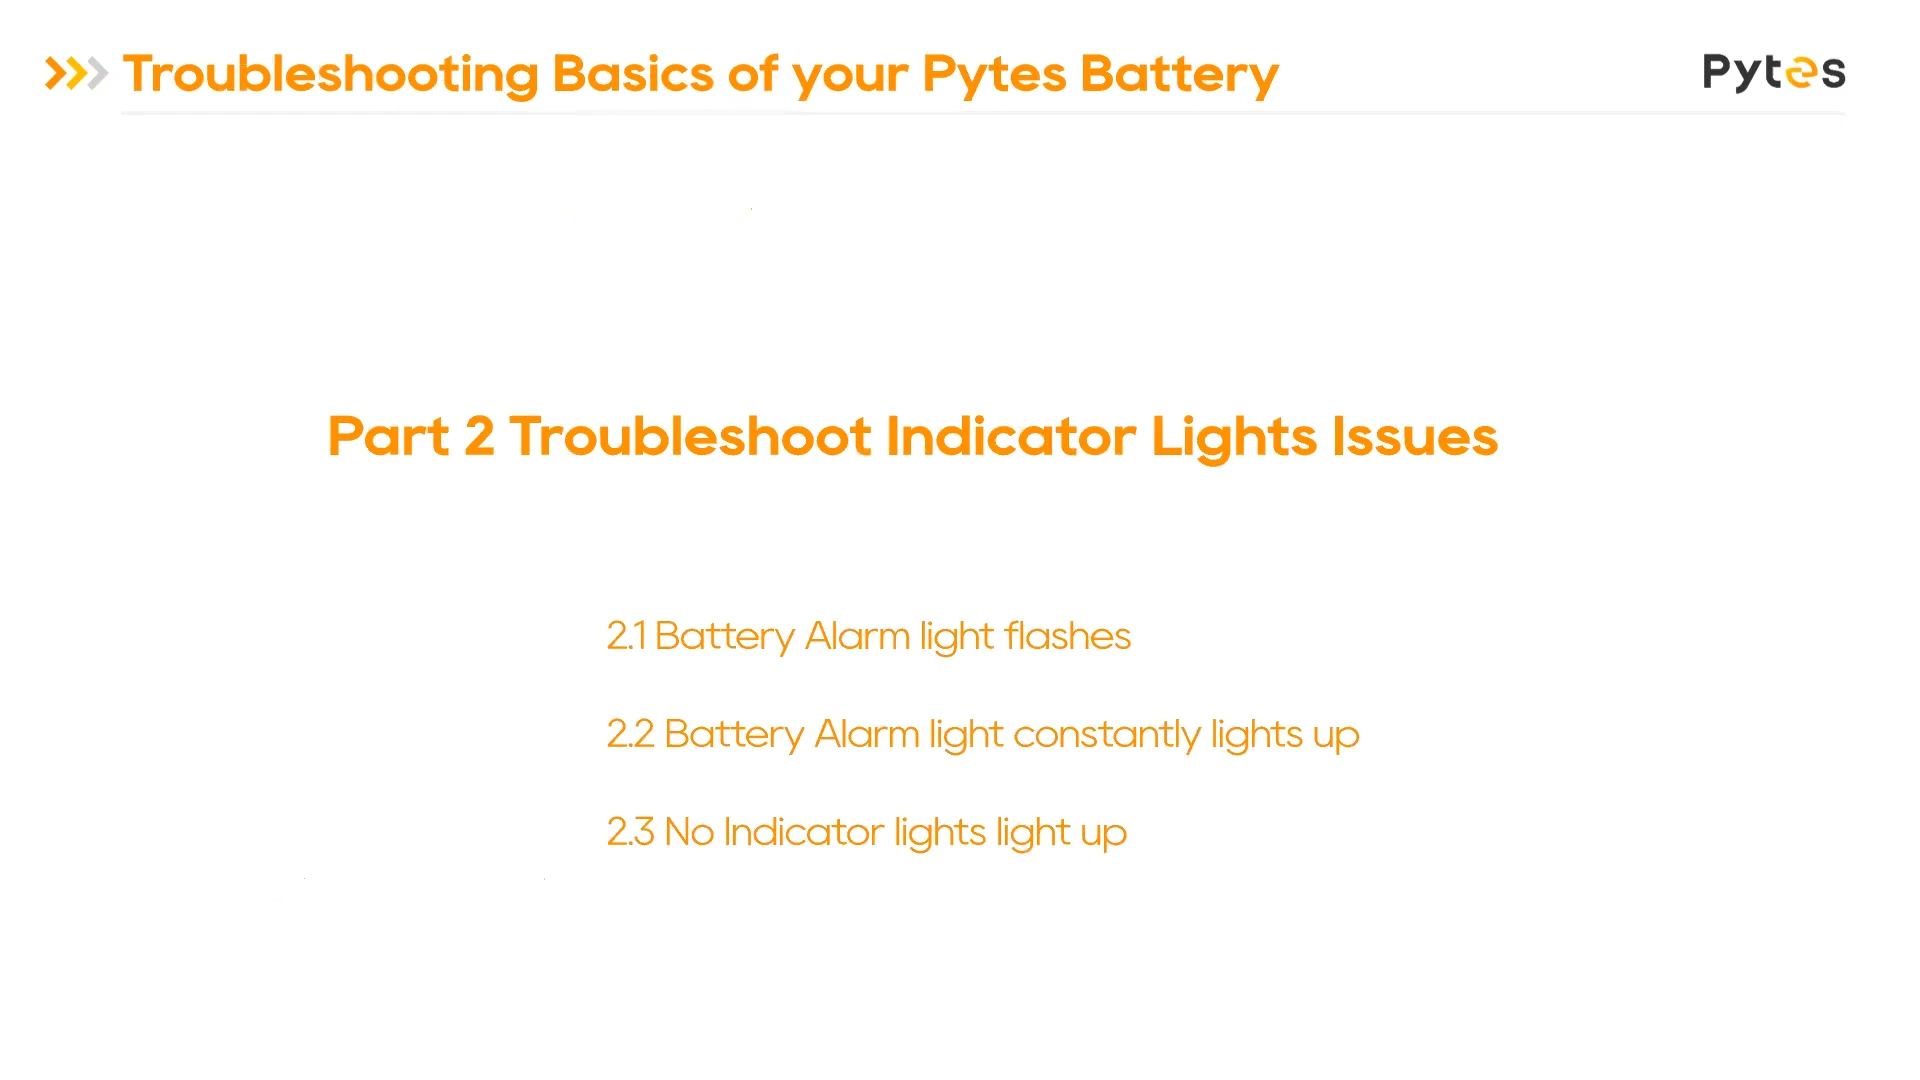 Troubleshooting Basics of your Pytes Battery
Pytes
Part 2 Troubleshoot Indicator Lights Issues
2.1 Battery Alarm light flashes
2.2 Battery Alarm light constantly lights up
2.3 No Indicator lights light up